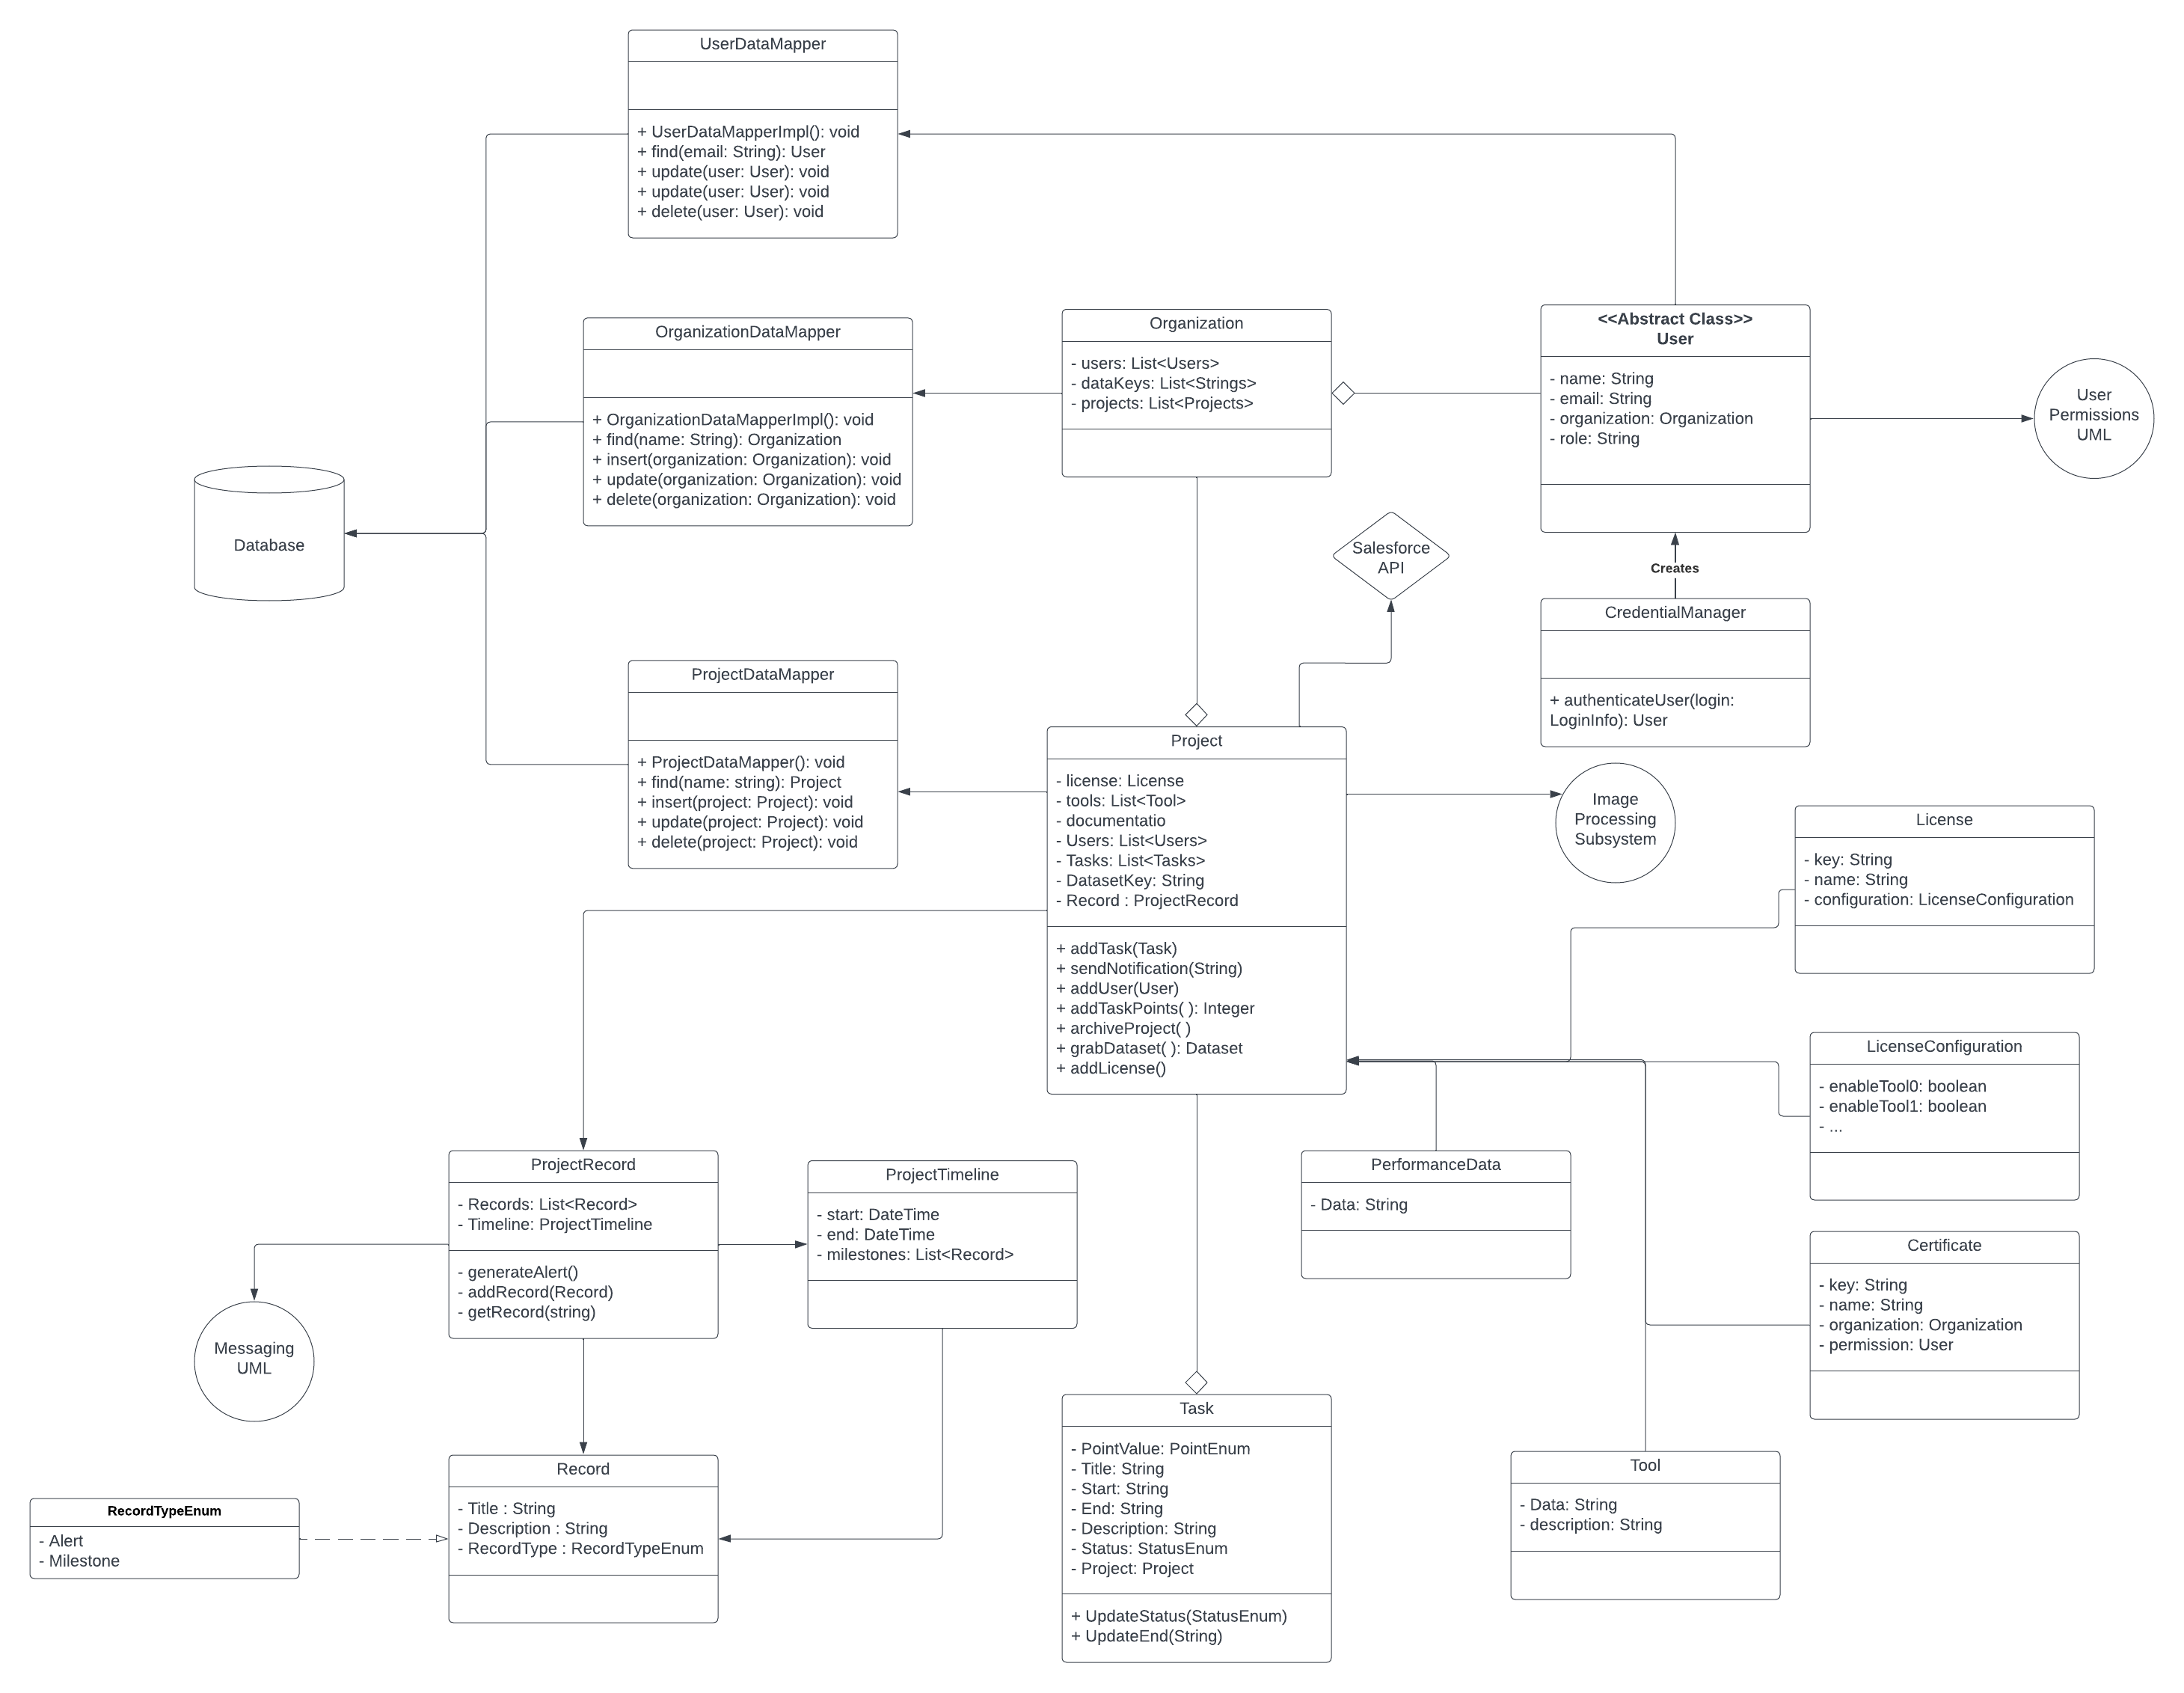 UserDataMapper
+ UserDataMapperImpl(): void
+ find(email: String): User
+ update(user: User): void
+ update(user: User): void
+ delete(user: User): void
OrganizationDataMapper
+ OrganizationDataMapperImpl(): void
+ find(name: String): Organization
+ insert(organization: Organization): void
+ update(organization: Organization): void
+ delete(organization: Organization): void
Organization
- users: List<Users>
- dataKeys: List<Strings>
- projects: List<Projects>
<<Abstract Class>>
User
- name: String
- email: String
- organization: Organization
- role: String
User
Permissions
UML
Database
Salesforce
API
Creates
CredentialManager
+ authenticateUser(login:
LoginInfo): User
ProjectDataMapper
+ ProjectDataMapper(): void
+ find(name: string): Project
+ insert(project: Project): void
+ update(project: Project): void
+ delete(project: Project): void
Project
- license: License
- tools: List<Tool>
- documentatio
- Users: List<Users>
- Tasks: List<Tasks>
- DatasetKey: String
- Record : ProjectRecord
+ addTask(Task)
+ sendNotification(String)
+ addUser(User)
+ addTaskPoints( ): Integer
+ archiveProject( )
+ grabDataset( ): Dataset
+ addLicense()
Image
Processing
Subsystem
License
- key: String
- name: String
- configuration: LicenseConfiguration
LicenseConfiguration
- enableTool0: boolean
- enableTool1: boolean
- ...
ProjectRecord
- Records: List<Record>
- Timeline: ProjectTimeline
- generateAlert()
- addRecord(Record)
- getRecord(string)
ProjectTimeline
- start: DateTime
- end: DateTime
- milestones: List<Record>
PerformanceData
- Data: String
Certificate
- key: String
- name: String
- organization: Organization
- permission: User
Messaging
UML
Task
- PointValue: PointEnum
- Title: String
- Start: String
- End: String
- Description: String
- Status: StatusEnum
- Project: Project
+ UpdateStatus(StatusEnum)
+ UpdateEnd(String)
Record
- Title : String
- Description : String
- RecordType : RecordTypeEnum
RecordTypeEnum
- Alert
- Milestone
Tool
- Data: String
- description: String